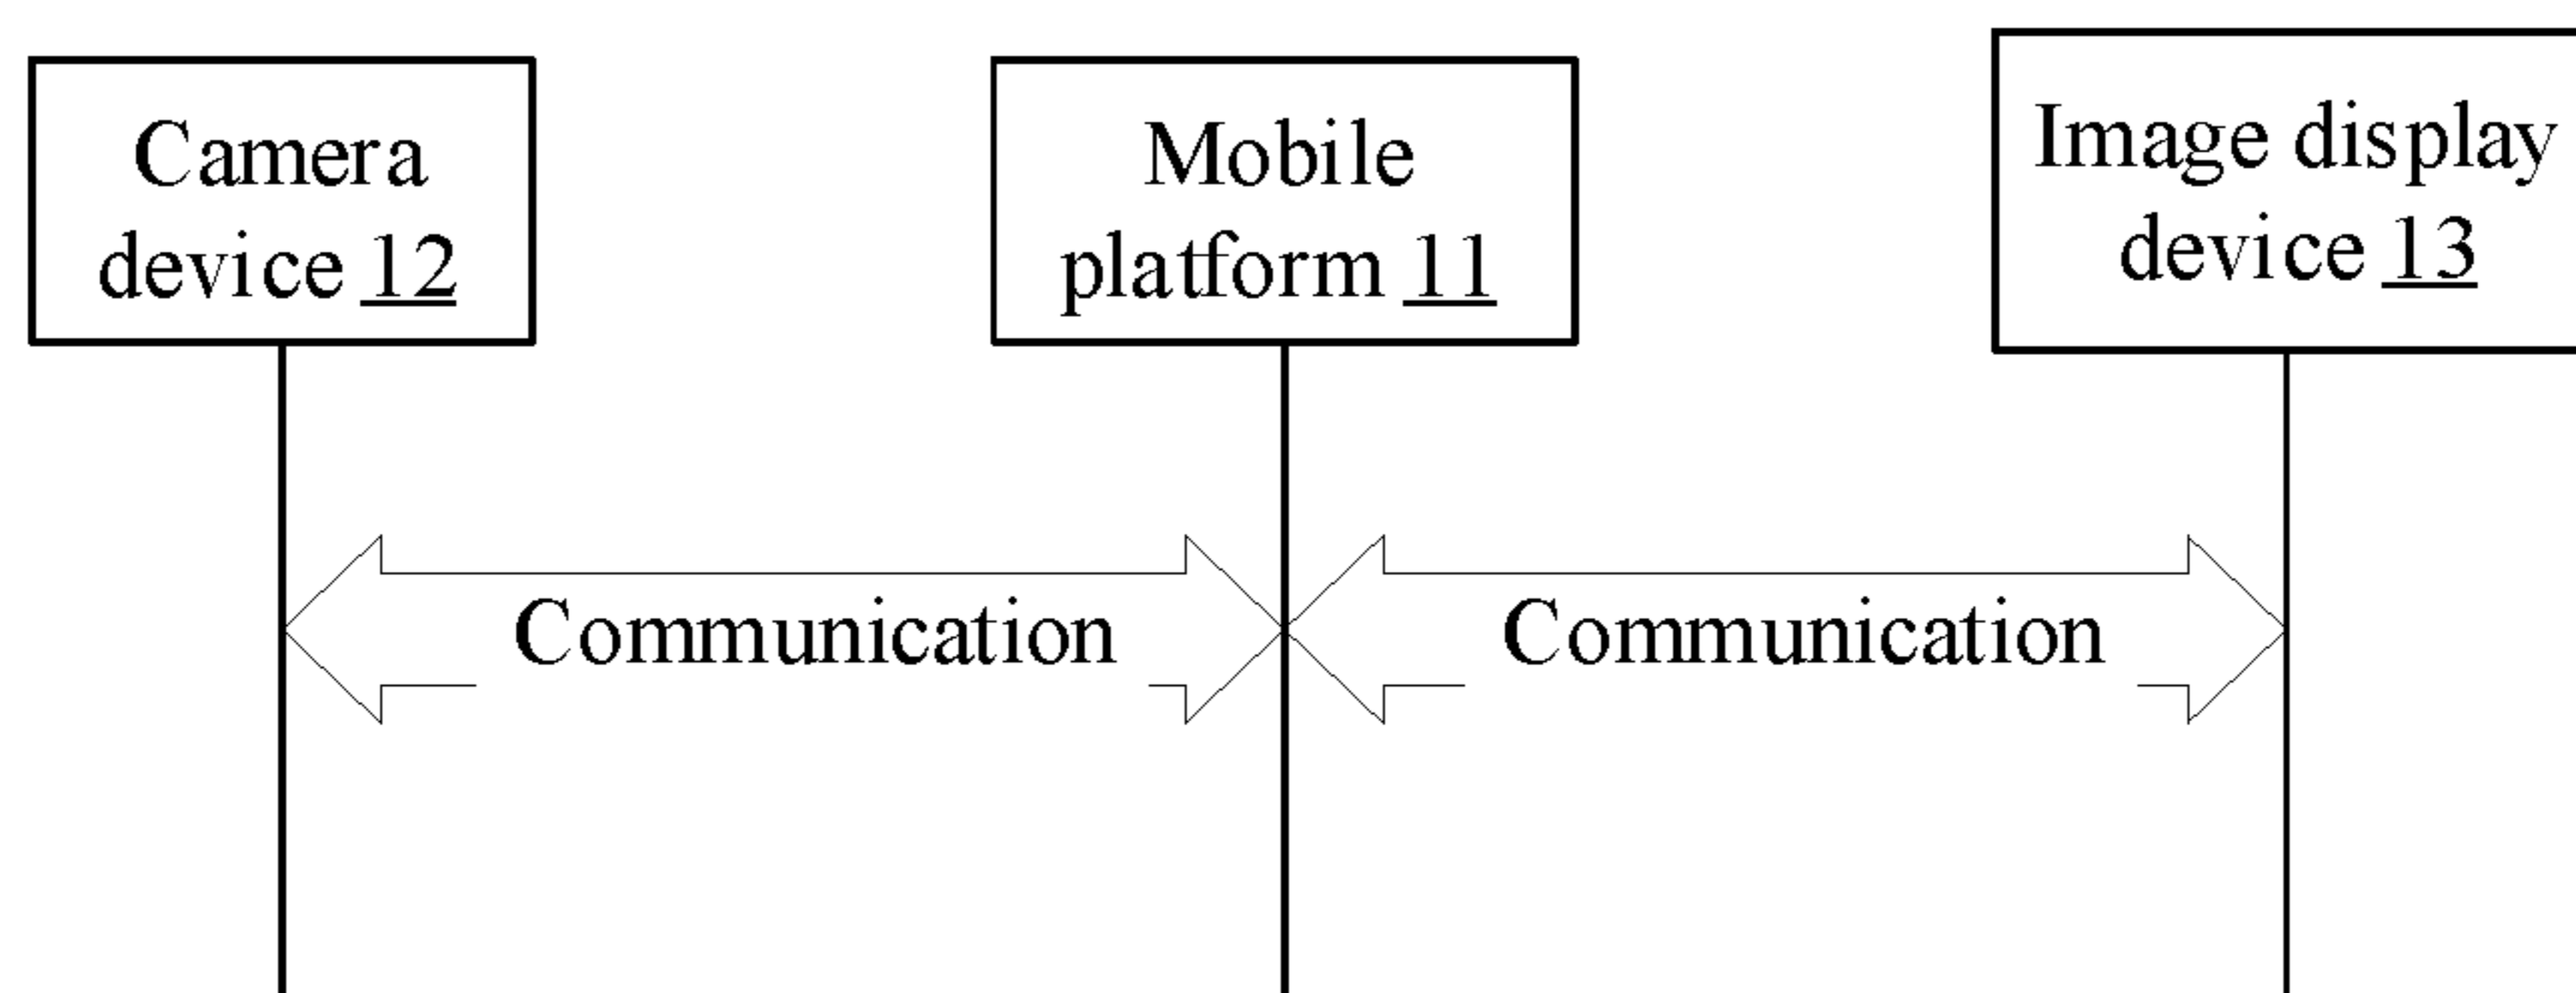 Camera
device 12
Mobile
platform 11
Image display
device 13
Communication
Communication